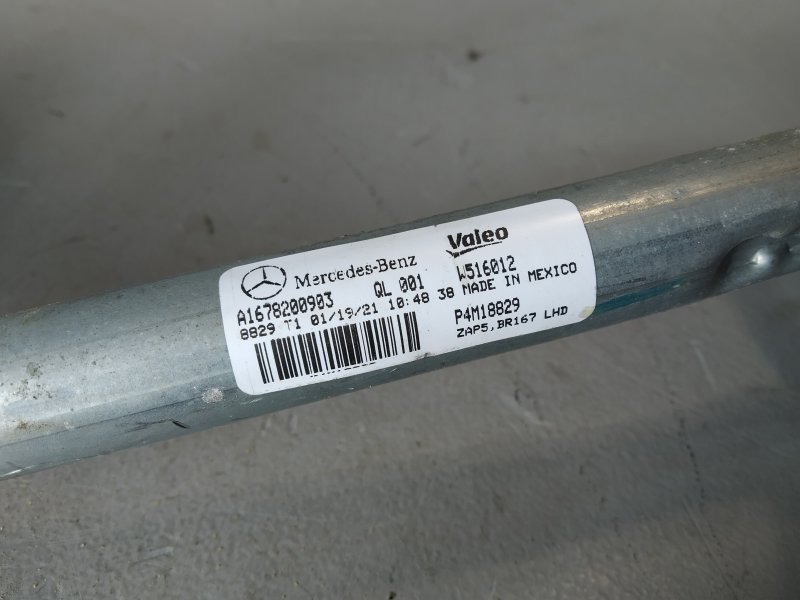 Mercedes-Benz
Valeo
A1678200903 QL 001 W516012
8829 T1 01/19/21 10:48 38 MADE IN MEXICO
P4M18829
ZAP5,BR167 LHD